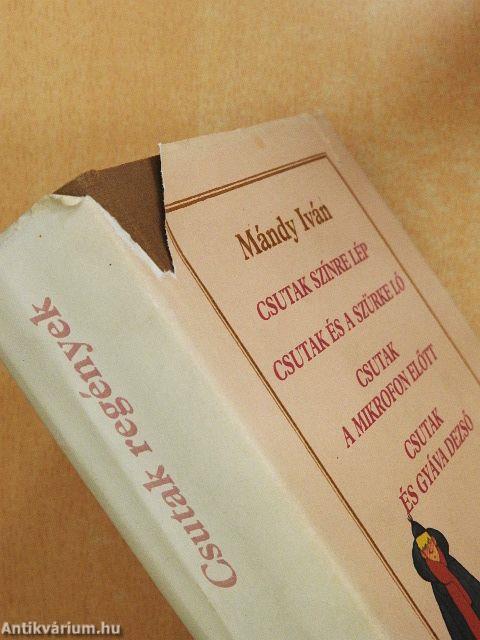 Mándy Iván
CSUTAK SZÍNRE LÉP
CSUTAK ÉS A SZÜRKE LÓ
CSUTAK
A MIKROFON ELŐTT
CSUTAK
ÉS GYÁVA DEZSŐ
Csutak regények
Antikvárium.hu